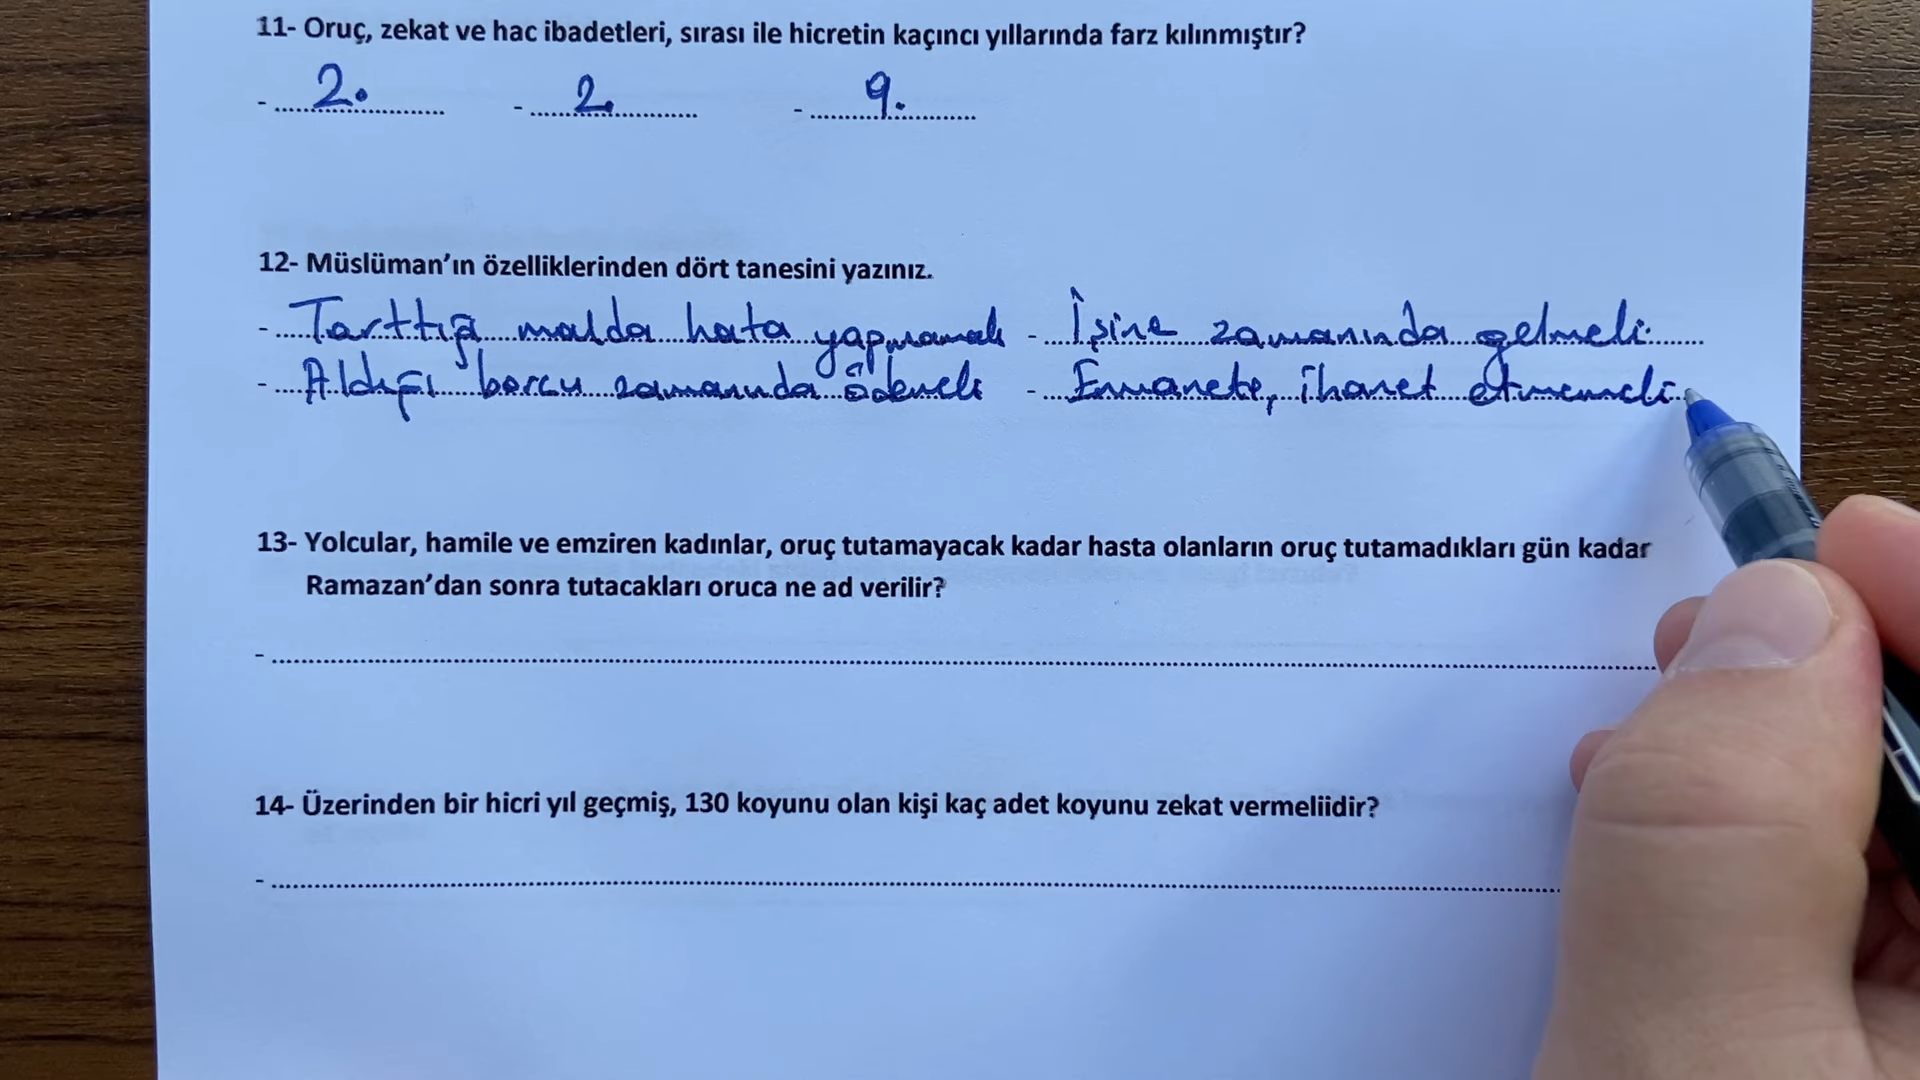 11- Oruç, zekat ve hac ibadetleri, sırası ile hicretin kaçıncı yıllarında farz kılınmıştır?
- 2. - 2. - 9.
12- Müslüman’ın özelliklerinden dört tanesini yazınız.
- Tarttığı malda hata yapmamalı - İşine zamanında gelmeli.
- Aldığı borcu zamanında ödemeli - Emanete, ihanet etmemeli.
13- Yolcular, hamile ve emziren kadınlar, oruç tutamayacak kadar hasta olanların oruç tutamadıkları gün kadar
Ramazan’dan sonra tutacakları oruca ne ad verilir?
-
14- Üzerinden bir hicri yıl geçmiş, 130 koyunu olan kişi kaç adet koyunu zekat vermeliidir?
-